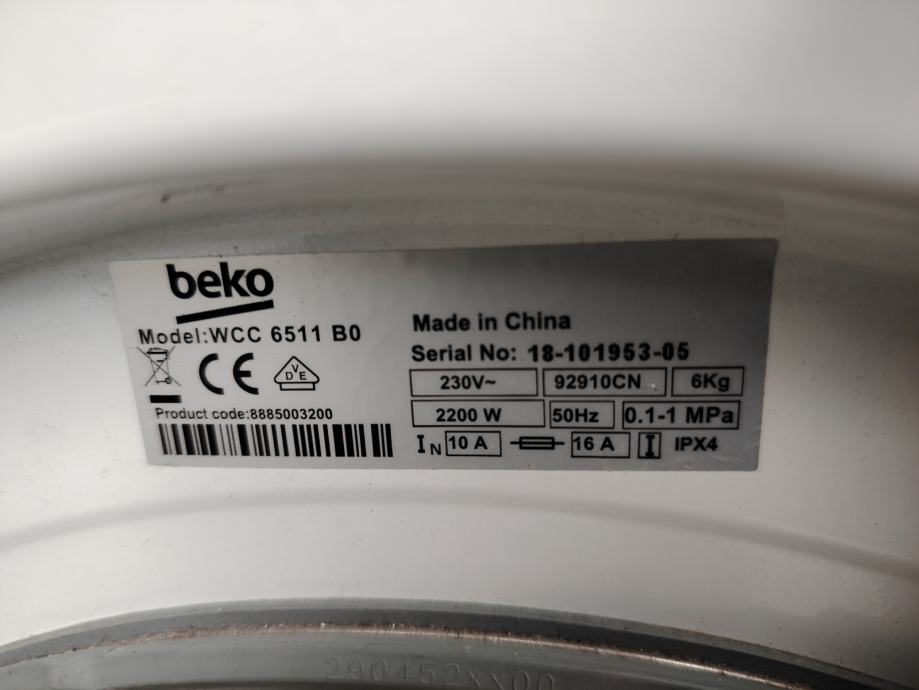 beko
Model:WCC 6511 B0
CE
VDE
Product code:8885003200
Made in China
Serial No: 18-101953-05
230V~ 92910CN 6Kg
2200 W 50Hz 0.1-1 MPa
IN 10 A 16 A I IPX4
290452XX00